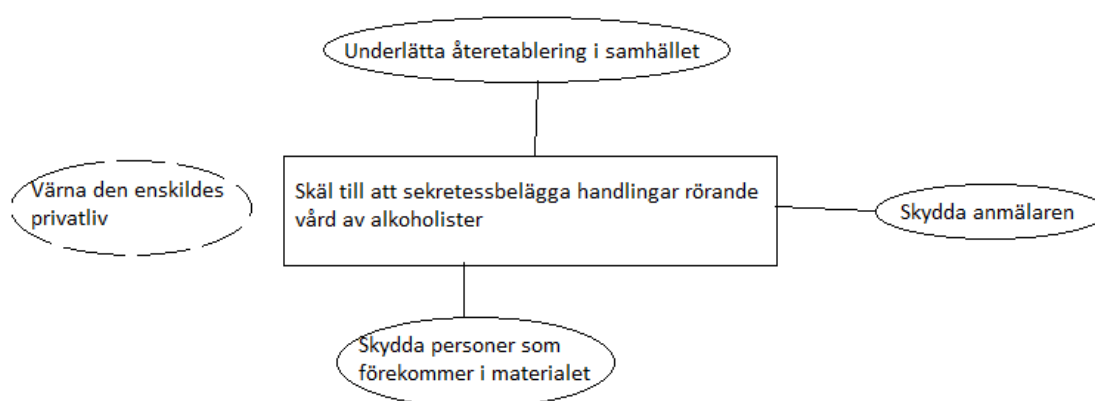 Underlätta återetablering i samhället
Värna den enskildes
privatliv
Skäl till att sekretessbelägga handlingar rörande
vård av alkoholister
Skydda anmälaren
Skydda personer som
förekommer i materialet